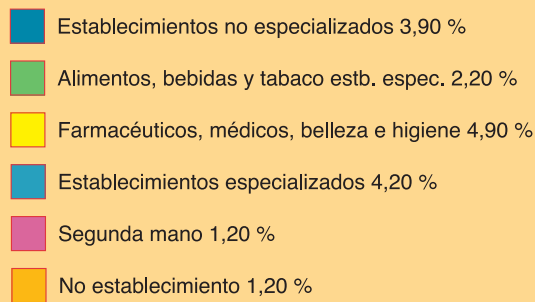 Establecimientos no especializados 3,90 %
Alimentos, bebidas y tabaco estb. espec. 2,20 %
Farmacéuticos, médicos, belleza e higiene 4,90 %
Establecimientos especializados 4,20 %
Segunda mano 1,20 %
No establecimiento 1,20 %